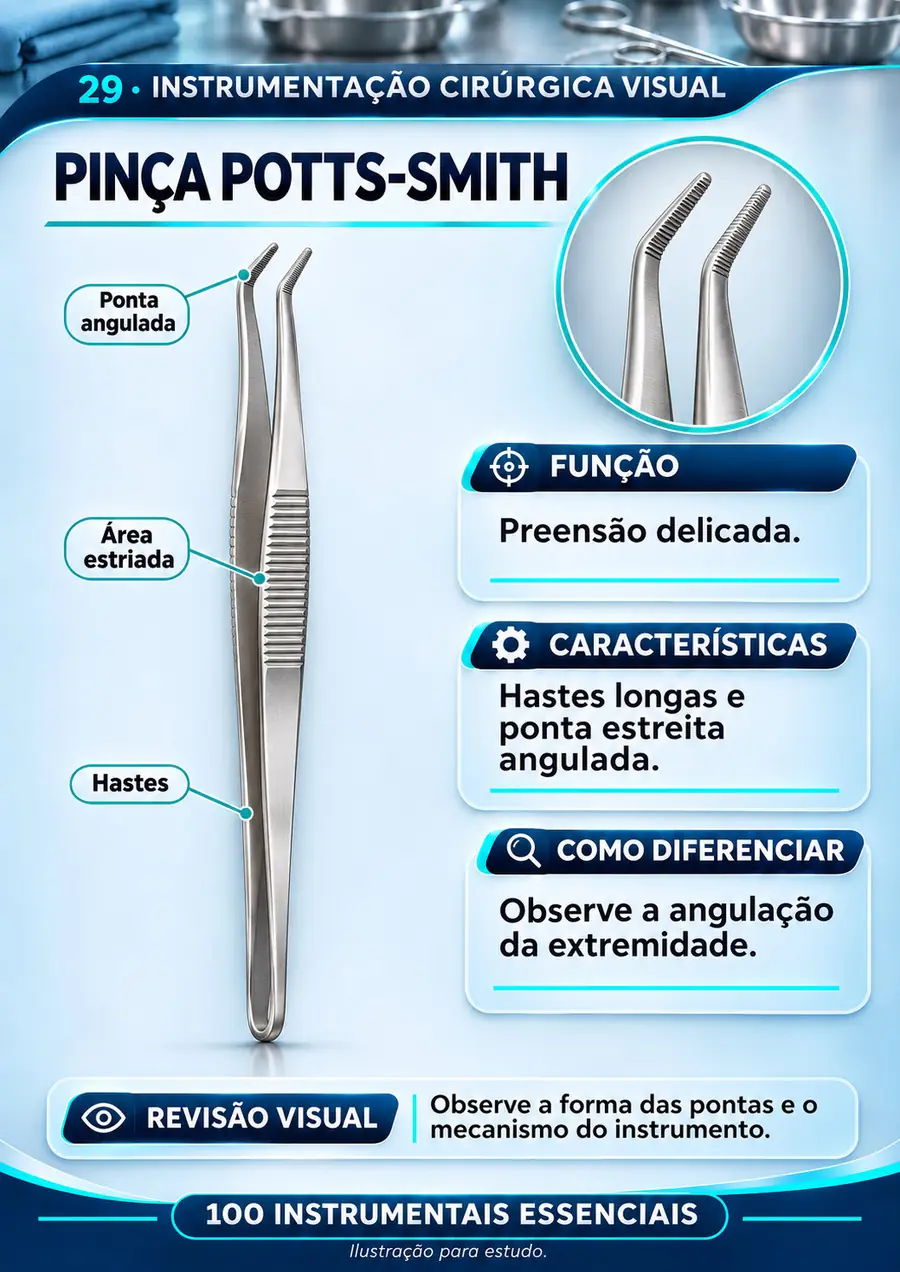 29 • INSTRUMENTAÇÃO CIRÚRGICA VISUAL
PINÇA POTTS-SMITH
Ponta
angulada
Área
estriada
Hastes
FUNÇÃO
Preensão delicada.
CARACTERÍSTICAS
Hastes longas e
ponta estreita
angulada.
COMO DIFERENCIAR
Observe a angulação
da extremidade.
REVISÃO VISUAL
Observe a forma das pontas e o
mecanismo do instrumento.
100 INSTRUMENTAIS ESSENCIAIS
Ilustração para estudo.